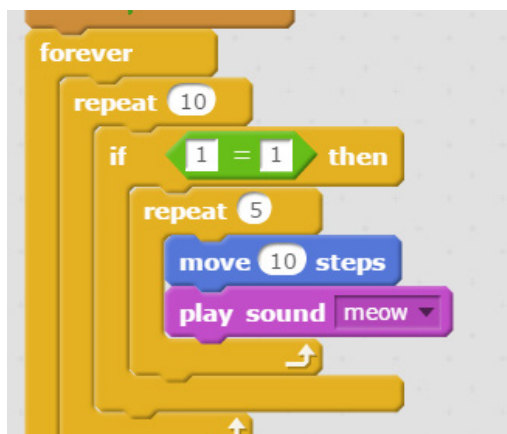 forever
repeat 10
if 1 = 1 then
repeat 5
move 10 steps
play sound meow